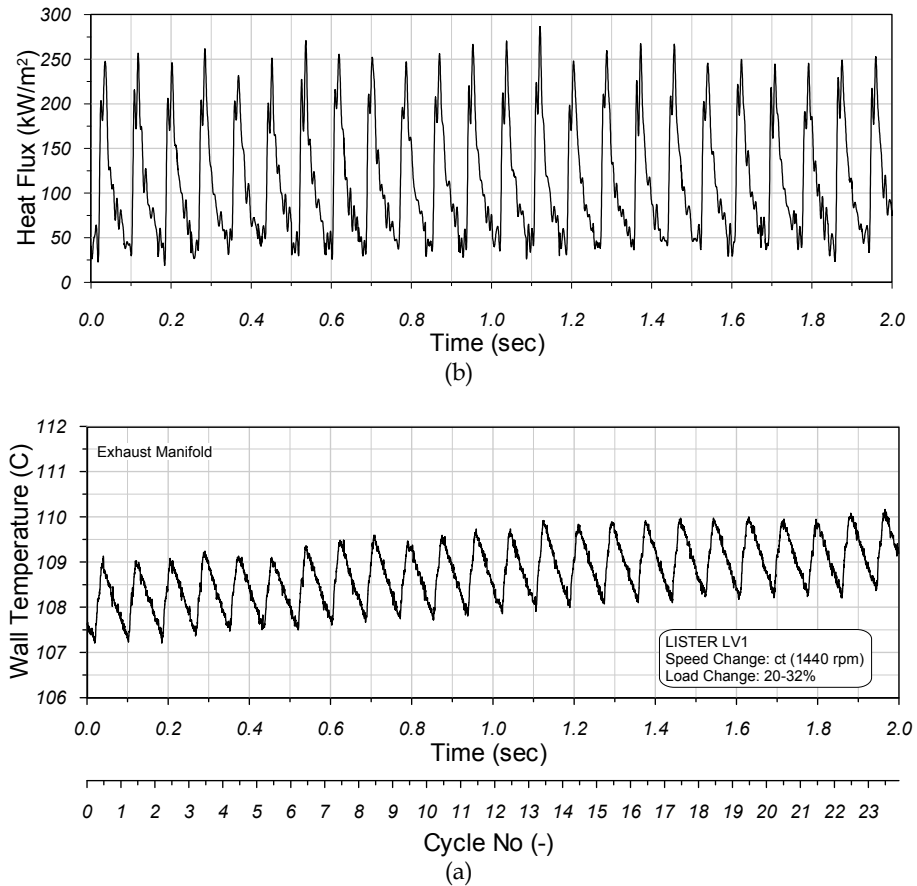 300
250
200
150
100
50
0
Heat Flux (kW/m²)
0.0 0.2 0.4 0.6 0.8 1.0 1.2 1.4 1.6 1.8 2.0
Time (sec)
(b)
112
111
110
109
108
107
106
Wall Temperature (C)
Exhaust Manifold
LISTER LV1
Speed Change: ct (1440 rpm)
Load Change: 20-32%
0.0 0.2 0.4 0.6 0.8 1.0 1.2 1.4 1.6 1.8 2.0
Time (sec)
0 1 2 3 4 5 6 7 8 9 10 11 12 13 14 15 16 17 18 19 20 21 22 23
Cycle No (-)
(a)